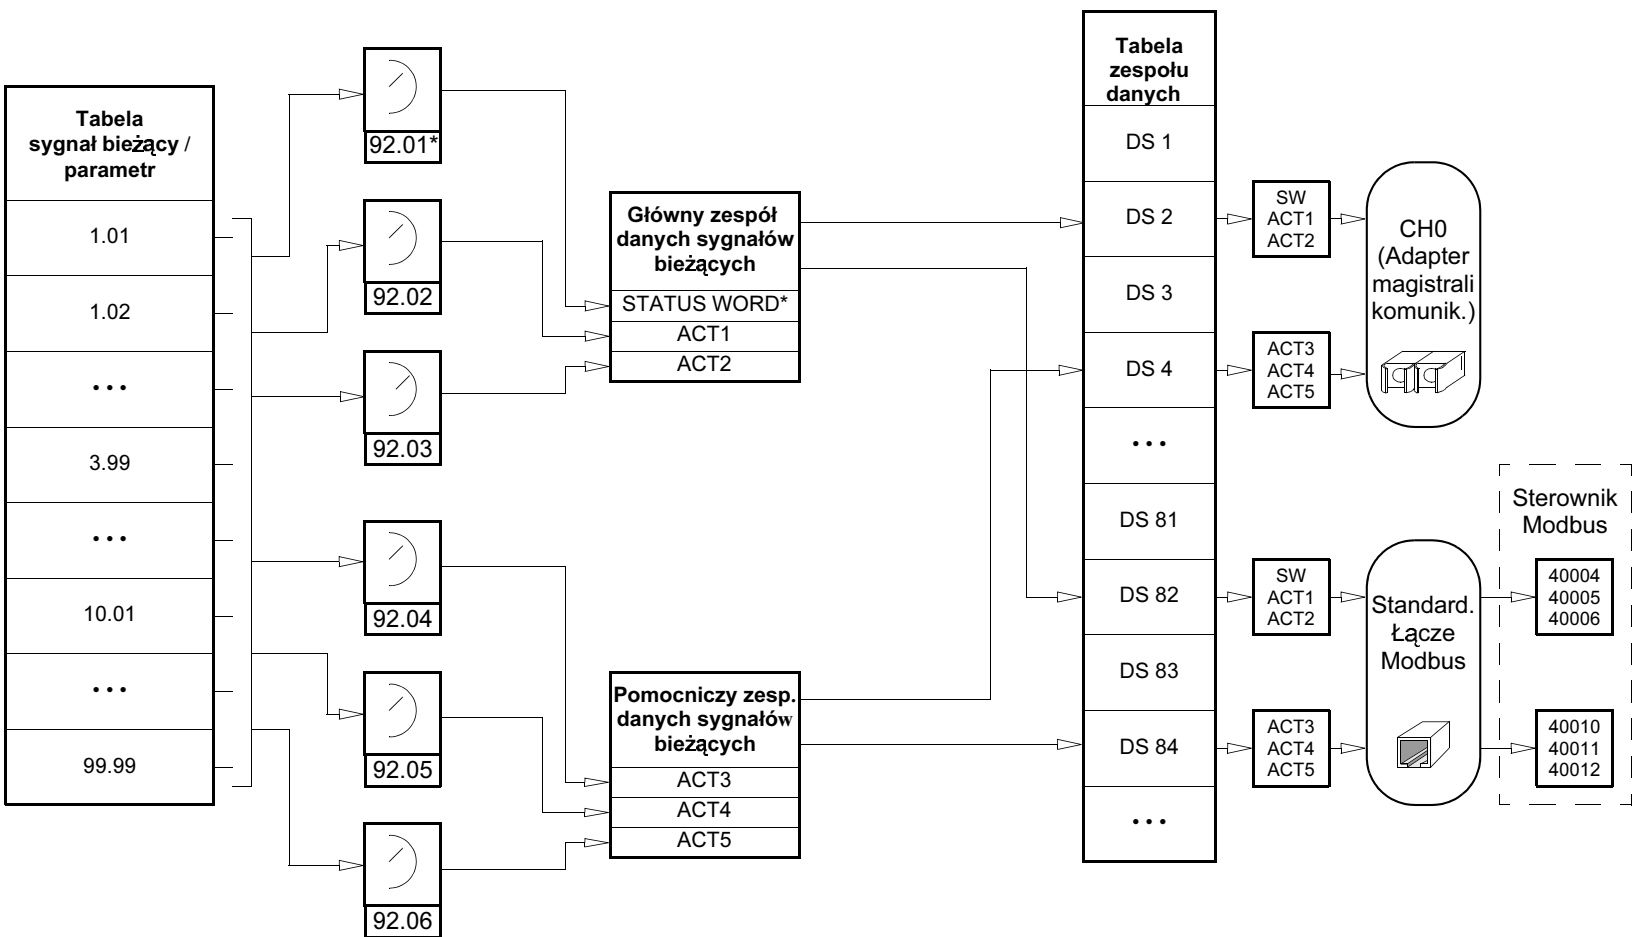 Tabela
sygnał bieżący /
parametr
1.01
1.02
• • •
3.99
• • •
10.01
• • •
99.99
92.01*
92.02
92.03
92.04
92.05
92.06
Główny zespół
danych sygnałów
bieżących
STATUS WORD*
ACT1
ACT2
Pomocniczy zesp.
danych sygnałów
bieżących
ACT3
ACT4
ACT5
Tabela
zespołu
danych
DS 1
DS 2
DS 3
DS 4
• • •
DS 81
DS 82
DS 83
DS 84
• • •
SW
ACT1
ACT2
ACT3
ACT4
ACT5
SW
ACT1
ACT2
ACT3
ACT4
ACT5
CH0
(Adapter
magistrali
komunik.)
Standard.
Łącze
Modbus
Sterownik
Modbus
40004
40005
40006
40010
40011
40012